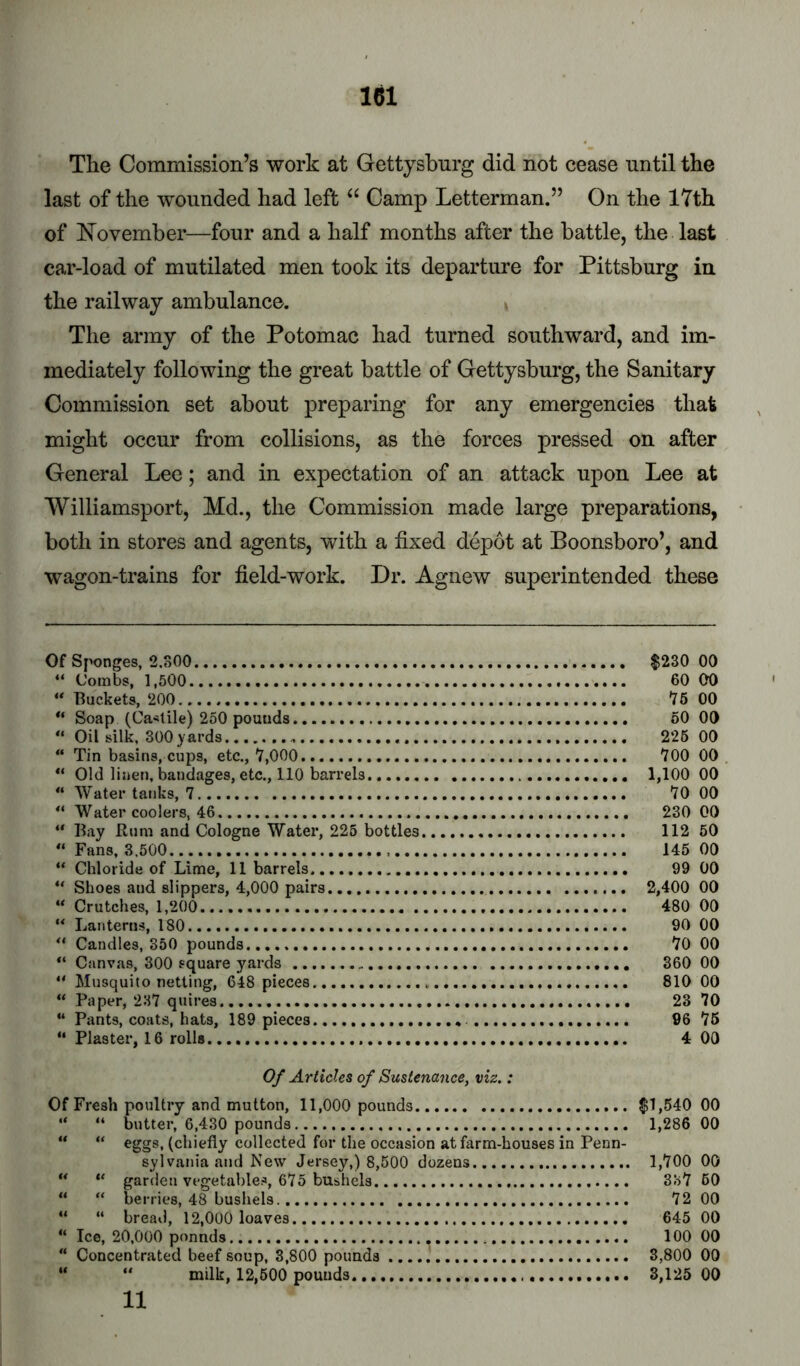 161
The Commission’s work at Gettysburg did not cease until the
last of the wounded had left “ Camp Letterman.” On the 17th
of November—four and a half months after the battle, the last
car-load of mutilated men took its departure for Pittsburg in
the railway ambulance.
The army of the Potomac had turned southward, and im-
mediately following the great battle of Gettysburg, the Sanitary
Commission set about preparing for any emergencies that
might occur from collisions, as the forces pressed on after
General Lee; and in expectation of an attack upon Lee at
Williamsport, Md., the Commission made large preparations,
both in stores and agents, with a fixed dépôt at Boonsboro’, and
wagon-trains for field-work. Dr. Agnew superintended these
Of Sponges, 2,300.......... $230 00
“ Combs, 1,500.......... 60 00
“ Buckets, 200.......... 75 00
“ Soap (Castile) 250 pounds.......... 50 00
“ Oil silk, 300 yards.......... 225 00
“ Tin basins, cups, etc., 7,000.......... 700 00
“ Old linen, bandages, etc., 110 barrels.......... 1,100 00
“ Water tanks, 7.......... 70 00
“ Water coolers, 46.......... 230 00
“ Bay Rum and Cologne Water, 225 bottles.......... 112 50
“ Fans, 3,500.......... 145 00
“ Chloride of Lime, 11 barrels.......... 99 00
“ Shoes and slippers, 4,000 pairs.......... 2,400 00
“ Crutches, 1,200.......... 480 00
“ Lanterns, 180.......... 90 00
“ Candles, 350 pounds.......... 70 00
“ Canvas, 300 square yards.......... 360 00
“ Musquito netting, 648 pieces.......... 810 00
“ Paper, 237 quires.......... 23 70
“ Pants, coats, hats, 189 pieces.......... 96 75
“ Plaster, 16 rolls.......... 4 00
Of Articles of Sustenance, viz. :
Of Fresh poultry and mutton, 11,000 pounds.......... $1,540 00
“ “ butter, 6,430 pounds.......... 1,286 00
“ “ eggs, (chiefly collected for the occasion at farm-houses in Penn-
sylvania and New Jersey,) 8,500 dozens.......... 1,700 00
“ “ garden vegetables, 675 bushels.......... 337 50
“ “ berries, 48 bushels.......... 72 00
“ “ bread, 12,000 loaves.......... 645 00
“ Ice, 20,000 ponnds.......... 100 00
“ Concentrated beef soup, 3,800 pounds.......... 3,800 00
“ “ milk, 12,500 pounds.......... 3,125 00
11